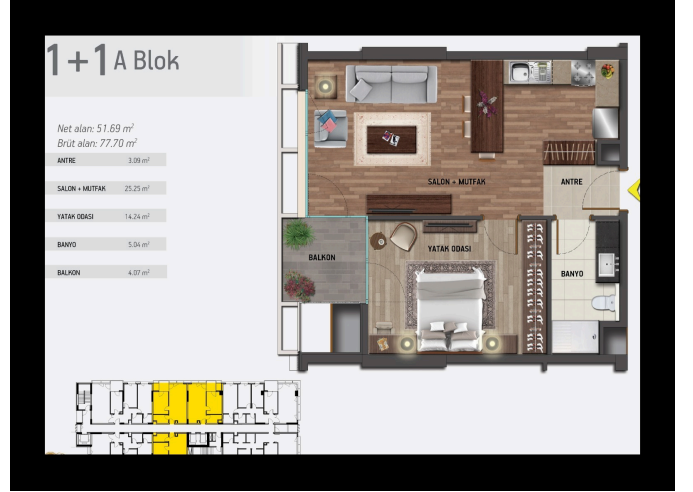 1+1 A Blok
Net alan: 51.69 m²
Brüt alan: 77.70 m²
ANTRE 3.09 m²
SALON + MUTFAK 25.25 m²
YATAK ODASI 14.24 m²
BANYO 5.04 m²
BALKON 4.07 m²
SALON + MUTFAK
ANTRE
YATAK ODASI
BALKON
BANYO